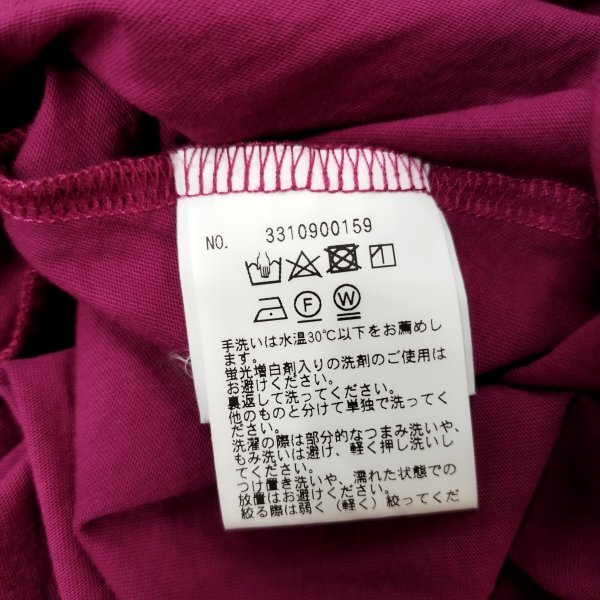 NO. 3310900159
F W
手洗いは水温30℃以下をお薦めし
ます。
蛍光増白剤入りの洗剤のご使用は
お避けください。
裏返して洗ってください。
他のものと分けて単独で洗ってく
ださい。
洗濯の際は部分的なつまみ洗いや、
もみ洗いは避け、軽く押し洗いし
てください。
つけ置き洗いや、濡れた状態での
放置はお避けください。
絞る際は弱く（軽く）絞ってくだ